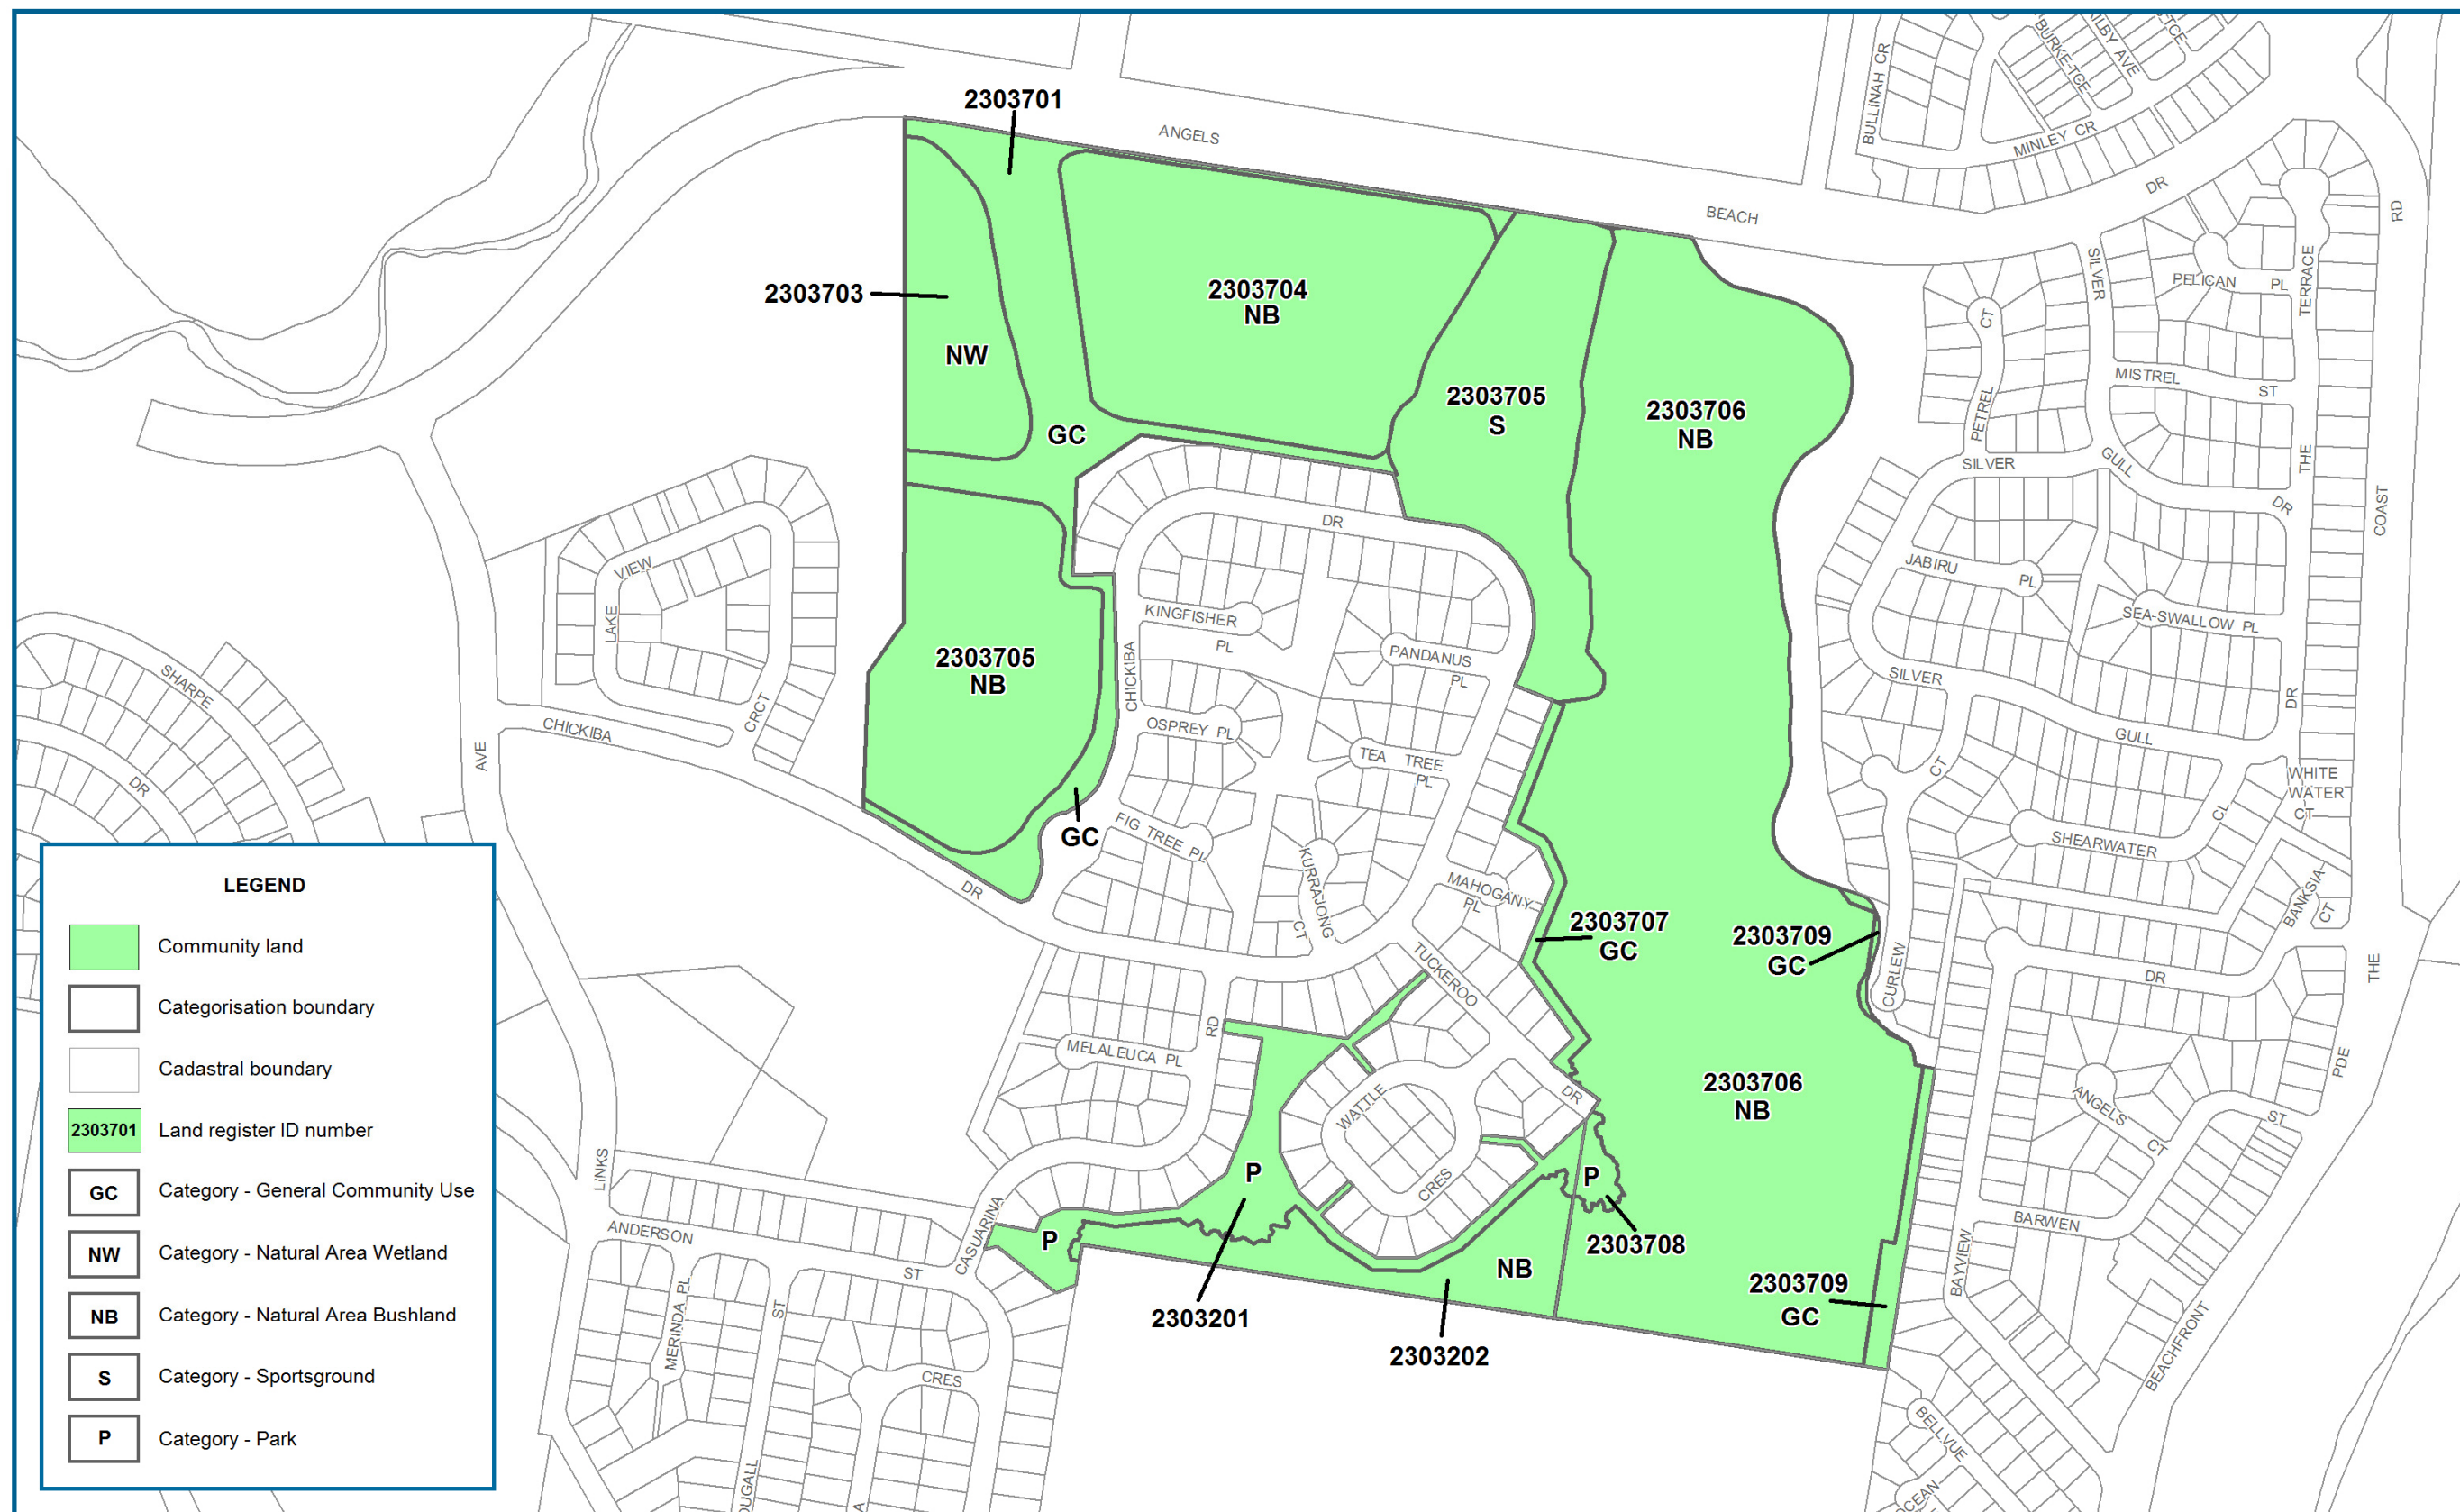 2303701
ANGELS
BEACH
DR
RD
BULLINAH CR
BURKE-TCE
MINLEY CR
2303703
NW
2303704
NB
2303705
S
2303706
NB
GC
SILVER
PELICAN PL
TERRACE
CT
PETREL
MISTREL ST
SILVER
GULL
DR
THE
COAST
DR
VIEW
LAKE
CRCT
KINGFISHER
PL
PANDANUS
PL
CHICKIBA
OSPREY PL
TEA TREE
PL
2303705
NB
JABIRU PL
SEA-SWALLOW PL
SILVER
GULL
DR
CT
WHITE
WATER
CT
SHARPE
DR
AVE
CHICKIBA
GC
FIG TREE PL
KURRAJONG
CT
SHEARWATER
CL
BANKSIA
CT
DR
MAHOGANY
PL
2303707
GC
2303709
GC
CURLEW
DR
THE
TUCKEROO
RD
MELALEUCA PL
WATTLE
DR
2303706
NB
PDE
ANGELS
CT
ST
P
P
CRES
LINKS
CASUARINA
P
2303708
NB
BARWEN
BAYVIEW
ANDERSON
ST
MERINDA PL
ST
2303201
2303202
2303709
GC
BEACHFRONT
CRES
BELLVUE
LEGEND
Community land
Categorisation boundary
Cadastral boundary
2303701 Land register ID number
GC Category - General Community Use
NW Category - Natural Area Wetland
NB Category - Natural Area Bushland
S Category - Sportsground
P Category - Park